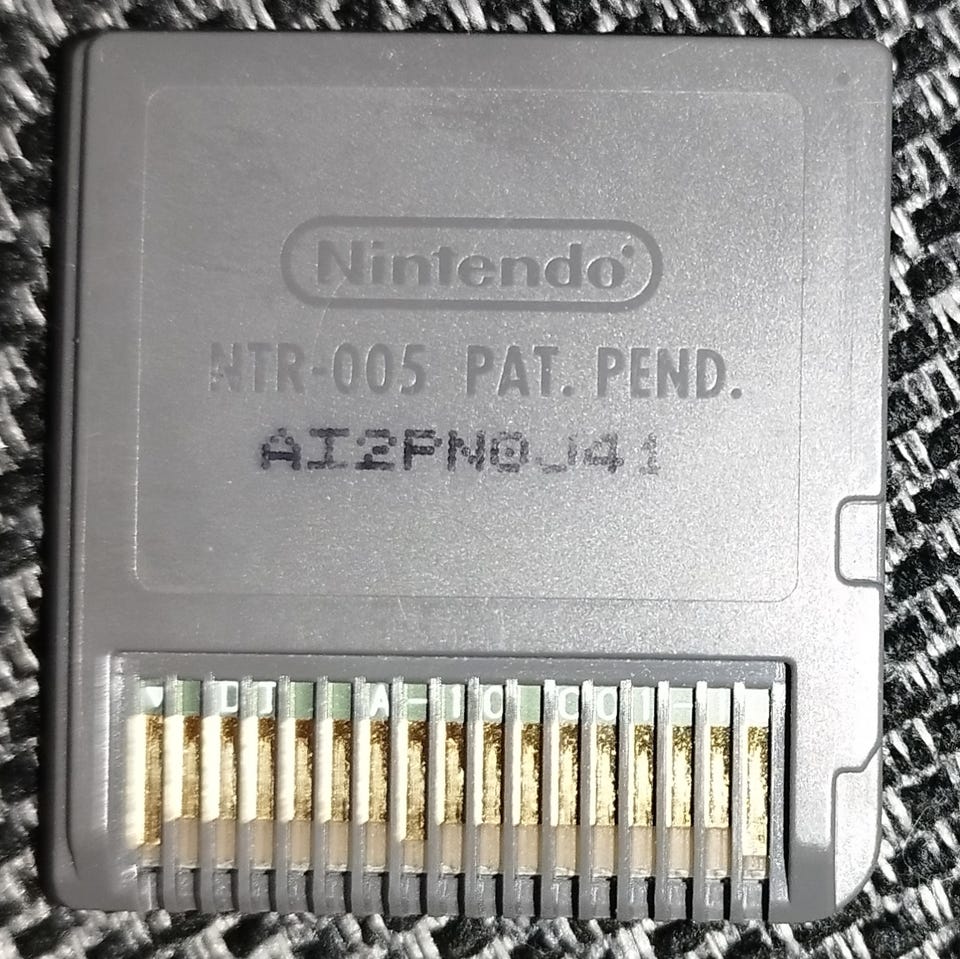 Nintendo®
NTR-005 PAT. PEND.
AI2PN0J41